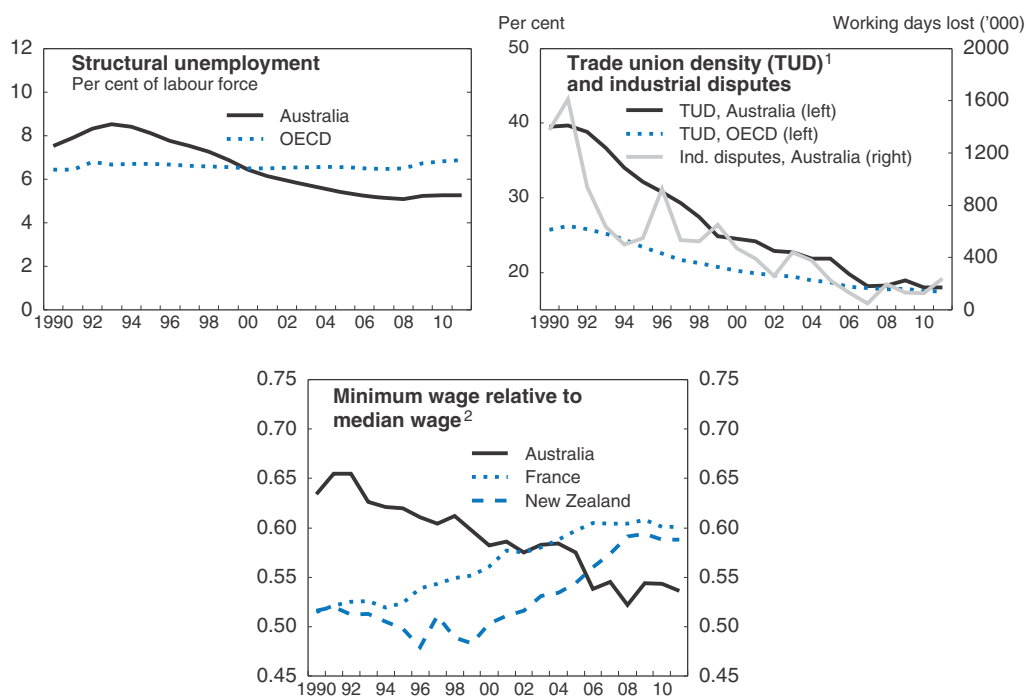 Per cent
Working days lost ('000)
12
10
8
6
4
2
0
Structural unemployment
Per cent of labour force
Australia
OECD
1990 92 94 96 98 00 02 04 06 08 10
50
40
30
20
Trade union density (TUD)1
and industrial disputes
TUD, Australia (left)
TUD, OECD (left)
Ind. disputes, Australia (right)
2000
1600
1200
800
400
0
1990 92 94 96 00 02 04 06 08 10
0.75
0.70
0.65
0.60
0.55
0.50
0.45
Minimum wage relative to
median wage2
Australia
France
New Zealand
0.75
0.70
0.65
0.60
0.55
0.50
0.45
1990 92 94 96 98 00 02 04 06 08 10